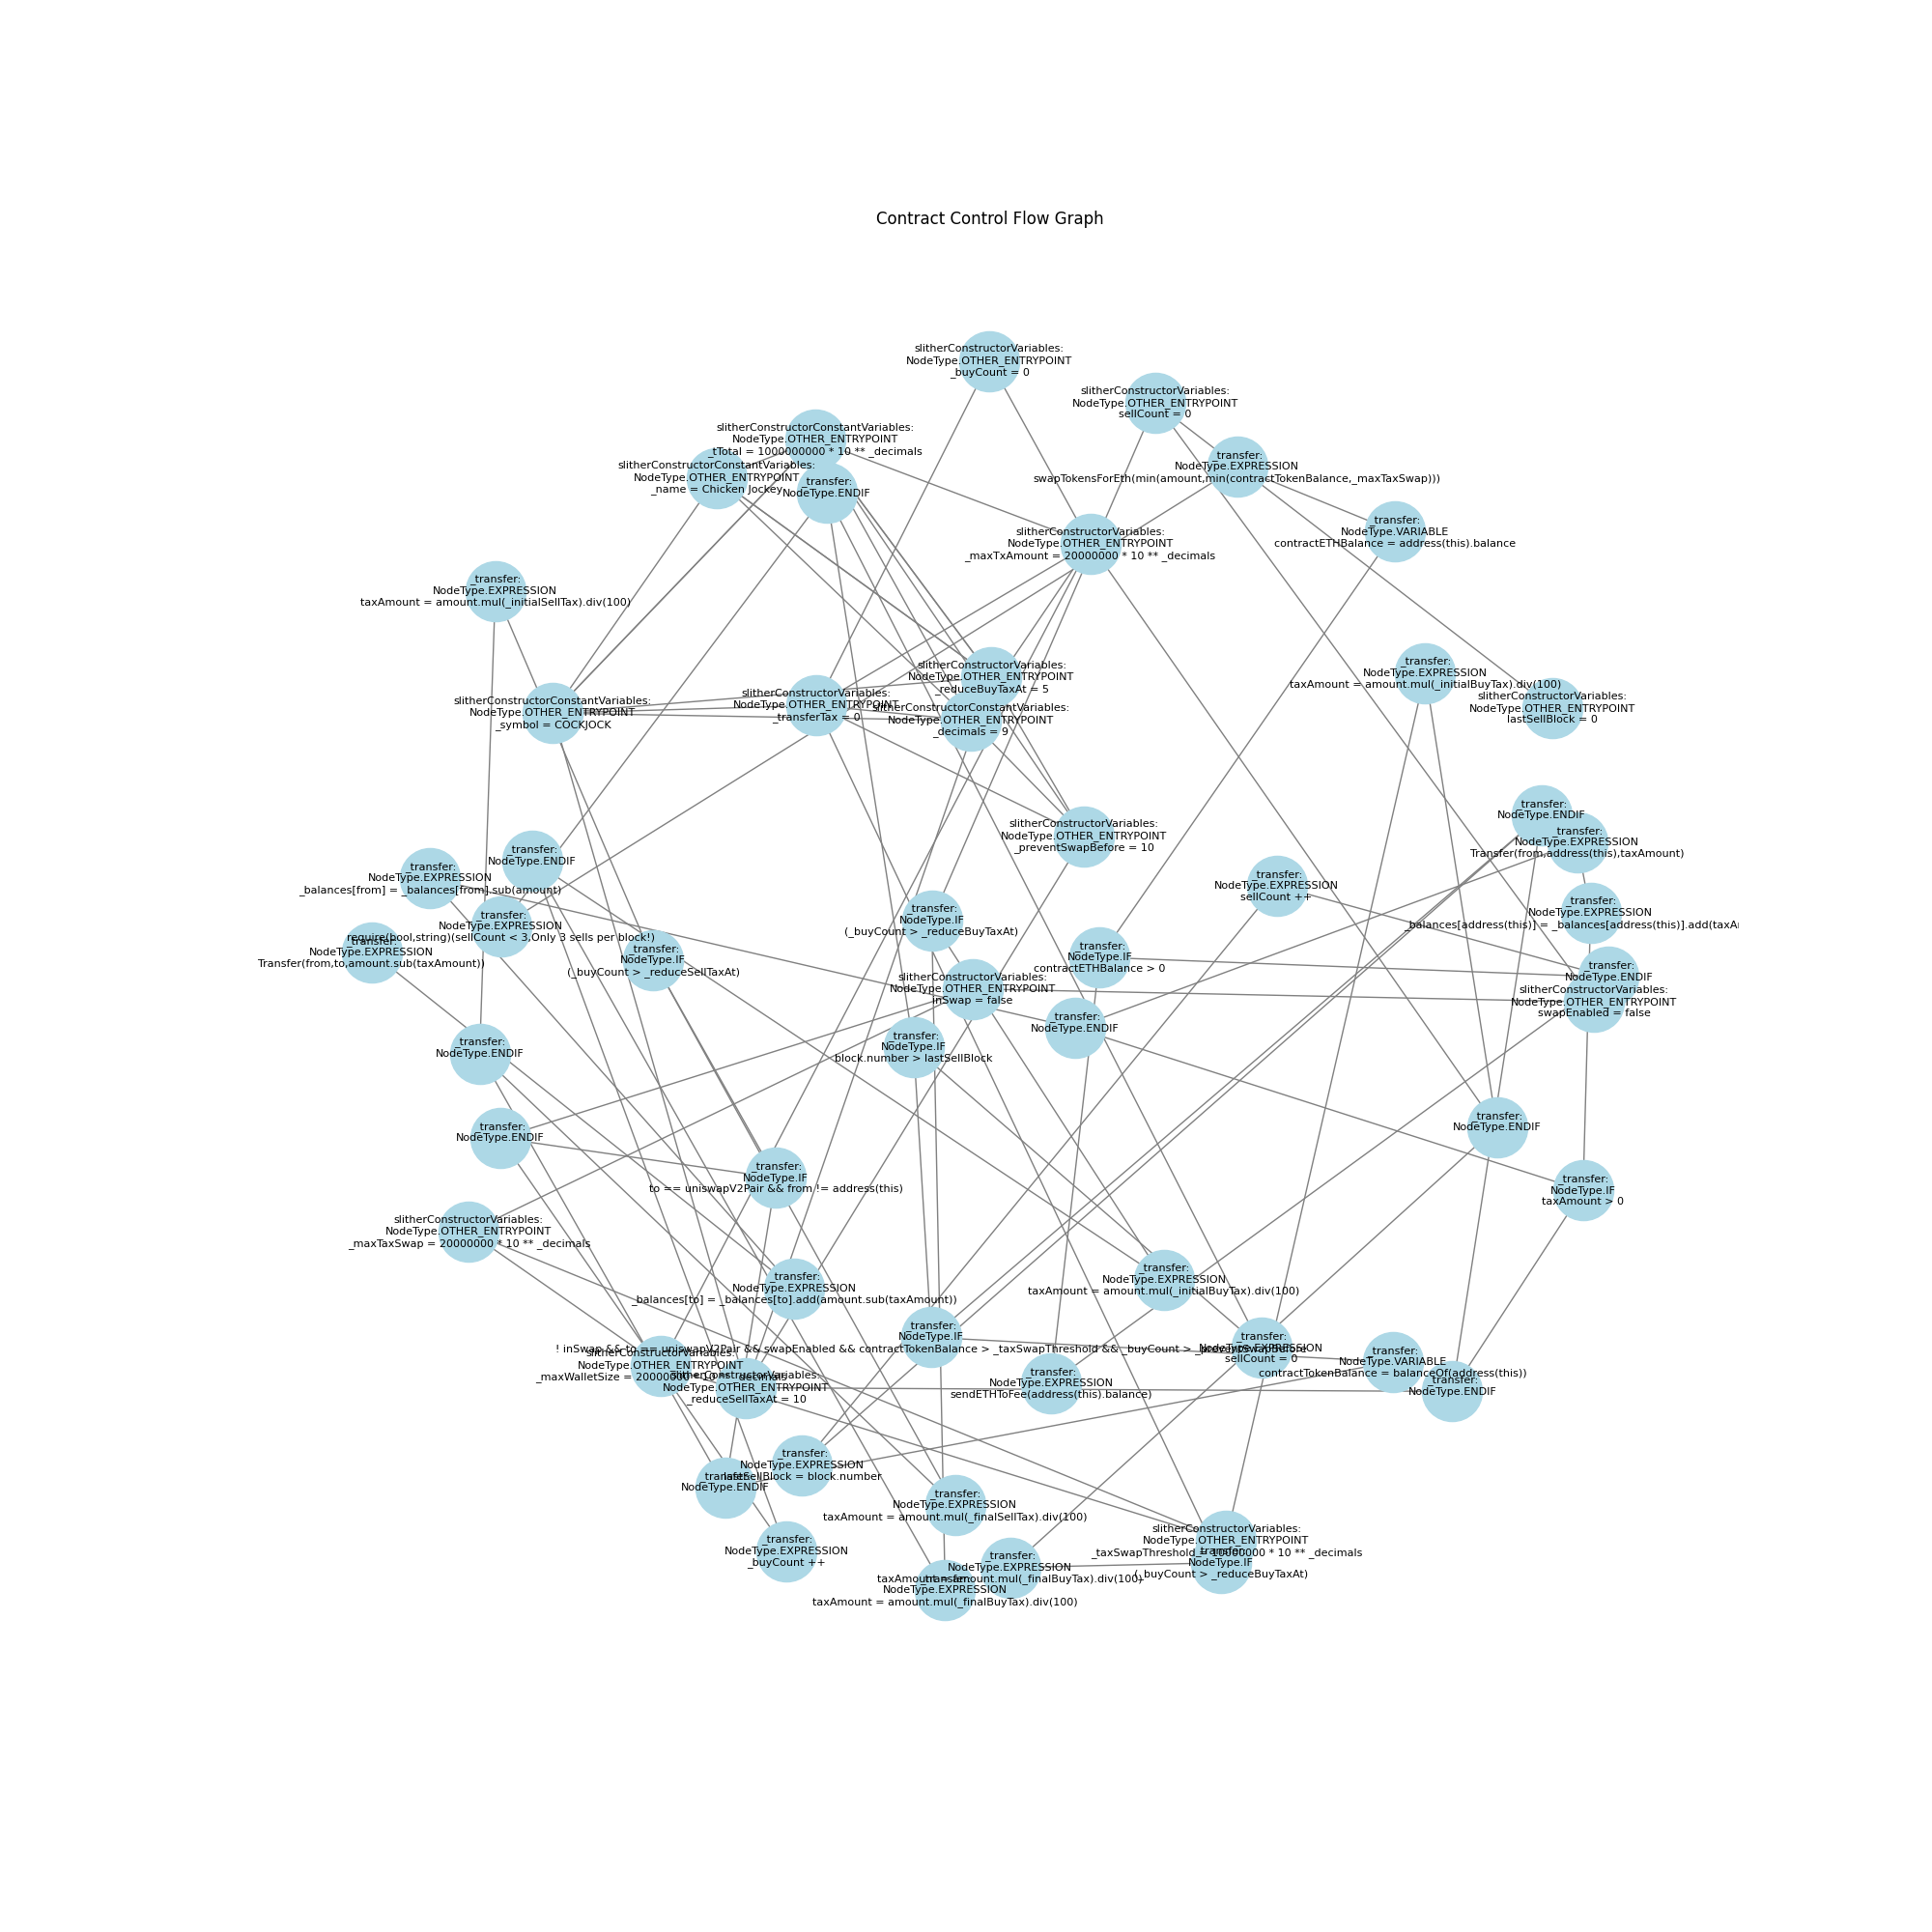 Contract Control Flow Graph
slitherConstructorVariables:
NodeType.OTHER_ENTRYPOINT
_buyCount = 0
slitherConstructorVariables:
NodeType.OTHER_ENTRYPOINT
sellCount = 0
slitherConstructorConstantVariables:
NodeType.OTHER_ENTRYPOINT
_tTotal = 1000000000 * 10 ** _decimals
_transfer:
NodeType.EXPRESSION
swapTokensForEth(min(amount,min(contractTokenBalance,_maxTaxSwap)))
slitherConstructorConstantVariables:
NodeType.OTHER_ENTRYPOINT
_name = Chicken Jockey
_transfer:
NodeType.ENDIF
_transfer:
NodeType.VARIABLE
contractETHBalance = address(this).balance
slitherConstructorVariables:
NodeType.OTHER_ENTRYPOINT
_maxTxAmount = 20000000 * 10 ** _decimals
_transfer:
NodeType.EXPRESSION
taxAmount = amount.mul(_initialSellTax).div(100)
slitherConstructorVariables:
NodeType.OTHER_ENTRYPOINT
_reduceBuyTaxAt = 5
_transfer:
NodeType.EXPRESSION
taxAmount = amount.mul(_initialBuyTax).div(100)
slitherConstructorVariables:
NodeType.OTHER_ENTRYPOINT
lastSellBlock = 0
slitherConstructorConstantVariables:
NodeType.OTHER_ENTRYPOINT
_symbol = COCKJOCK
slitherConstructorVariables:
NodeType.OTHER_ENTRYPOINT
_transferTax = 0
slitherConstructorConstantVariables:
NodeType.OTHER_ENTRYPOINT
_decimals = 9
slitherConstructorVariables:
NodeType.OTHER_ENTRYPOINT
_preventSwapBefore = 10
_transfer:
NodeType.ENDIF
_transfer:
NodeType.EXPRESSION
Transfer(from,address(this),taxAmount)
_transfer:
NodeType.ENDIF
_transfer:
NodeType.EXPRESSION
_balances[from] = _balances[from].sub(amount)
_transfer:
NodeType.EXPRESSION
sellCount ++
_transfer:
NodeType.EXPRESSION
_balances[address(this)] = _balances[address(this)].add(taxA
_transfer:
NodeType.EXPRESSION
require(bool,string)(sellCount < 3,Only 3 sells per block!)
_transfer:
NodeType.IF
(_buyCount > _reduceBuyTaxAt)
_transfer:
NodeType.EXPRESSION
Transfer(from,to,amount.sub(taxAmount))
_transfer:
NodeType.IF
(_buyCount > _reduceSellTaxAt)
_transfer:
NodeType.IF
contractETHBalance > 0
_transfer:
NodeType.ENDIF
slitherConstructorVariables:
NodeType.OTHER_ENTRYPOINT
inSwap = false
slitherConstructorVariables:
NodeType.OTHER_ENTRYPOINT
swapEnabled = false
_transfer:
NodeType.ENDIF
_transfer:
NodeType.IF
block.number > lastSellBlock
_transfer:
NodeType.ENDIF
_transfer:
NodeType.ENDIF
_transfer:
NodeType.ENDIF
_transfer:
NodeType.IF
to == uniswapV2Pair && from != address(this)
_transfer:
NodeType.IF
taxAmount > 0
slitherConstructorVariables:
NodeType.OTHER_ENTRYPOINT
_maxTaxSwap = 20000000 * 10 ** _decimals
_transfer:
NodeType.EXPRESSION
_balances[to] = _balances[to].add(amount.sub(taxAmount))
_transfer:
NodeType.EXPRESSION
taxAmount = amount.mul(_initialBuyTax).div(100)
_transfer:
NodeType.IF
! inSwap && to == uniswapV2Pair && swapEnabled && contractTokenBalance > _taxSwapThreshold && _buyCount > _preventSwapBefore
_transfer:
NodeType.EXPRESSION
sellCount = 0
_transfer:
NodeType.VARIABLE
contractTokenBalance = balanceOf(address(this))
slitherConstructorVariables:
NodeType.OTHER_ENTRYPOINT
_maxWalletSize = 20000000 * 10 ** _decimals
slitherConstructorVariables:
NodeType.OTHER_ENTRYPOINT
_reduceSellTaxAt = 10
_transfer:
NodeType.EXPRESSION
sendETHToFee(address(this).balance)
_transfer:
NodeType.ENDIF
_transfer:
NodeType.EXPRESSION
lastSellBlock = block.number
_transfer:
NodeType.ENDIF
_transfer:
NodeType.EXPRESSION
taxAmount = amount.mul(_finalSellTax).div(100)
_transfer:
NodeType.EXPRESSION
_buyCount ++
slitherConstructorVariables:
NodeType.OTHER_ENTRYPOINT
_taxSwapThreshold = 10000000 * 10 ** _decimals
_transfer:
NodeType.IF
(_buyCount > _reduceBuyTaxAt)
_transfer:
NodeType.EXPRESSION
taxAmount = amount.mul(_finalBuyTax).div(100)
_transfer:
NodeType.EXPRESSION
taxAmount = amount.mul(_finalBuyTax).div(100)